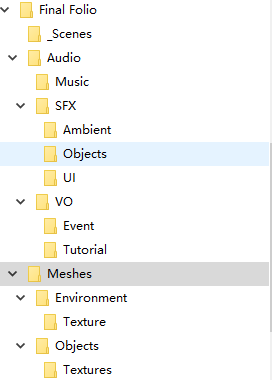 Final Folio
_Scenes
Audio
Music
SFX
Ambient
Objects
UI
VO
Event
Tutorial
Meshes
Environment
Texture
Objects
Textures